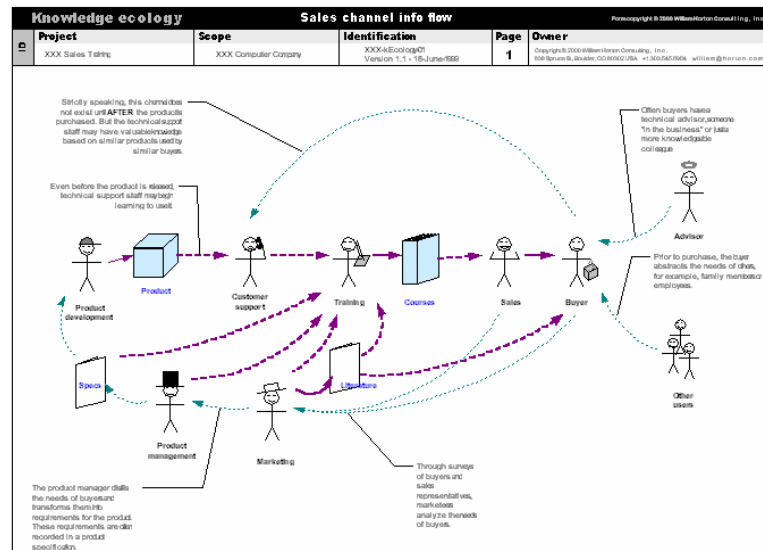 Knowledge ecology
Sales channel info flow
Form copyright © 2000 William Horton Consulting, Inc.
ID
Project
XXX Sales Training
Scope
XXX Computer Company
Identification
XXX-kEcology01
Version 1.1 - 18-June-1999
Page
1
Owner
Copyright © 2000 William Horton Consulting, Inc.
william@horton.com
Strictly speaking, this channel does
not exist until AFTER the product is
purchased. But the technical support
staff may have valuable knowledge
based on similar products used by
similar buyers.
Often buyers have a
technical advisor, someone
"in the business" or just a
more knowledgeable
colleague
Even before the product is released,
technical support staff may begin
learning to use it.
Advisor
Prior to purchase, the buyer
abstracts the needs of others,
for example, family members or
employees.
Product
development
Product
Customer
support
Training
Courses
Sales
Buyer
Specs
Literature
Product
management
Marketing
Other
users
The product manager distills
the needs of buyers and
transforms them into
requirements for the product.
These requirements are often
recorded in a product
specification.
Through surveys
of buyers and
sales
representatives,
marketeers
analyze the needs
of buyers.